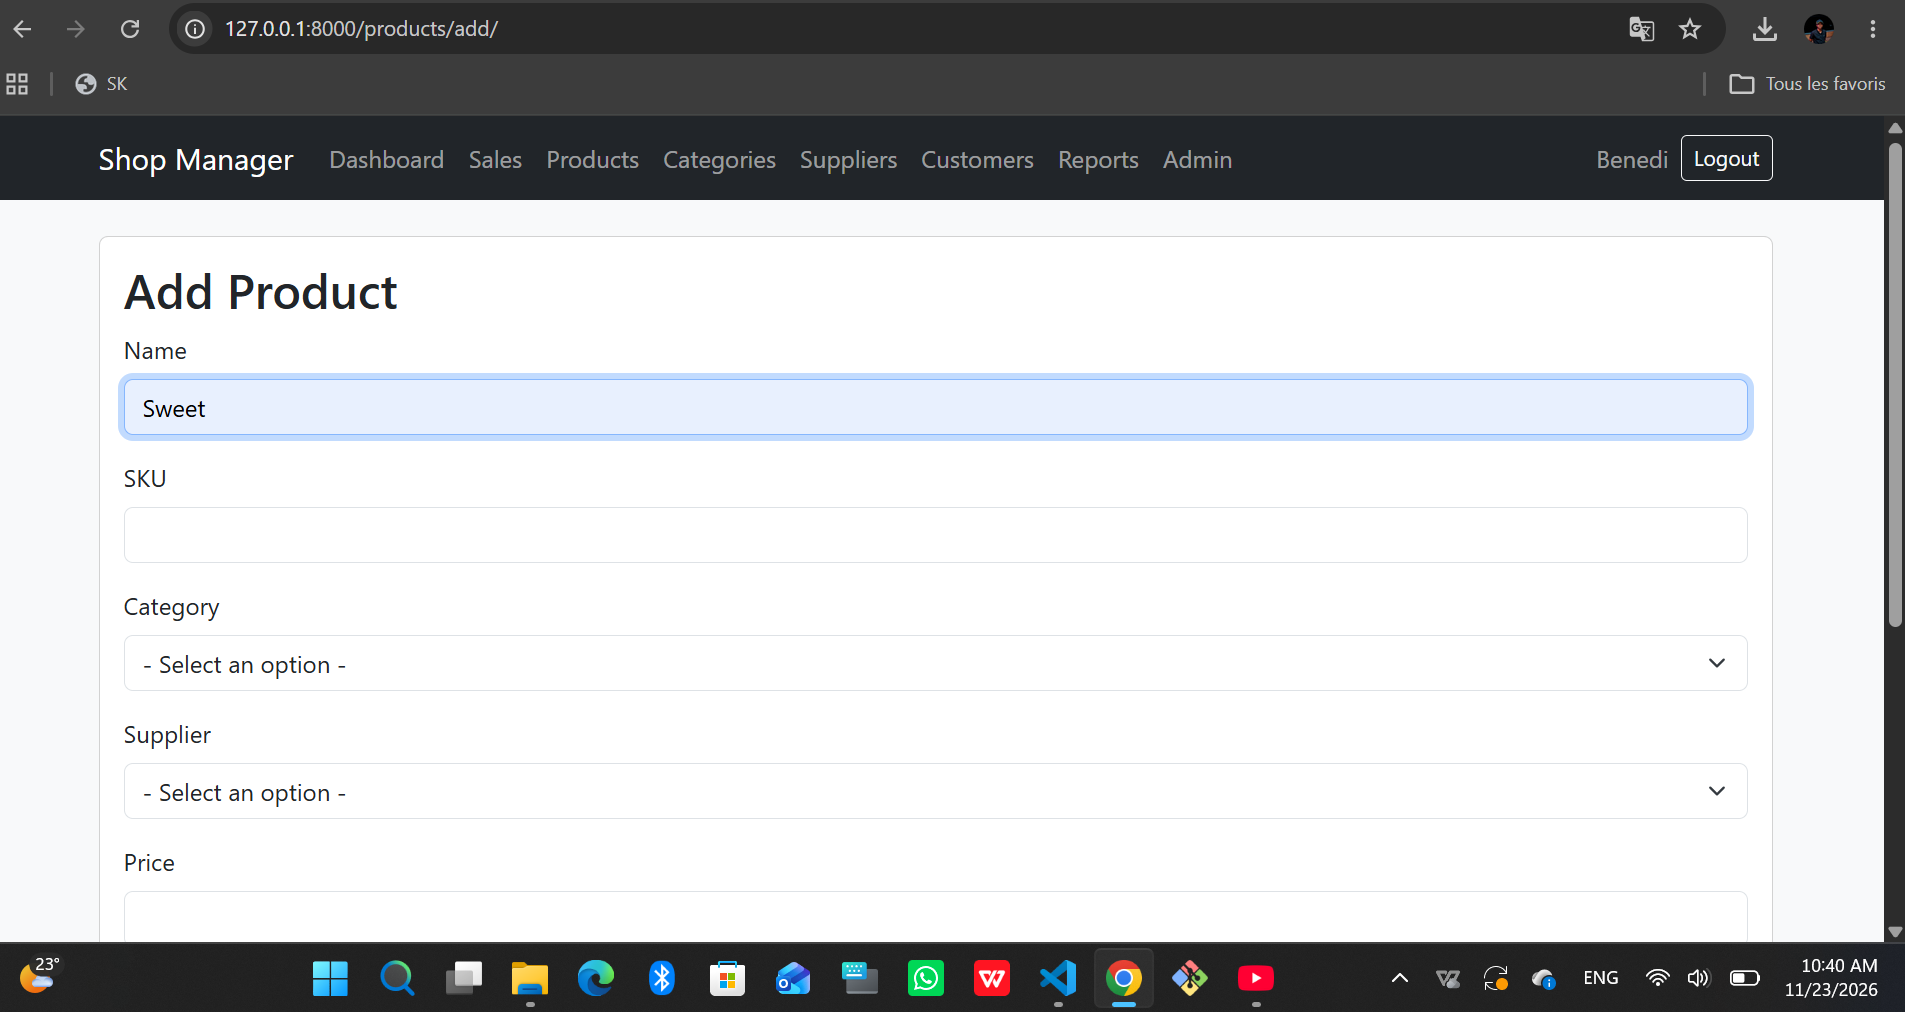 127.0.0.1:8000/products/add/
SK
Tous les favoris
Shop Manager Dashboard Sales Products Categories Suppliers Customers Reports Admin Benedi Logout
Add Product
Name
Sweet
SKU
Category
- Select an option -
Supplier
- Select an option -
Price
23°
ENG
10:40 AM
11/23/2026